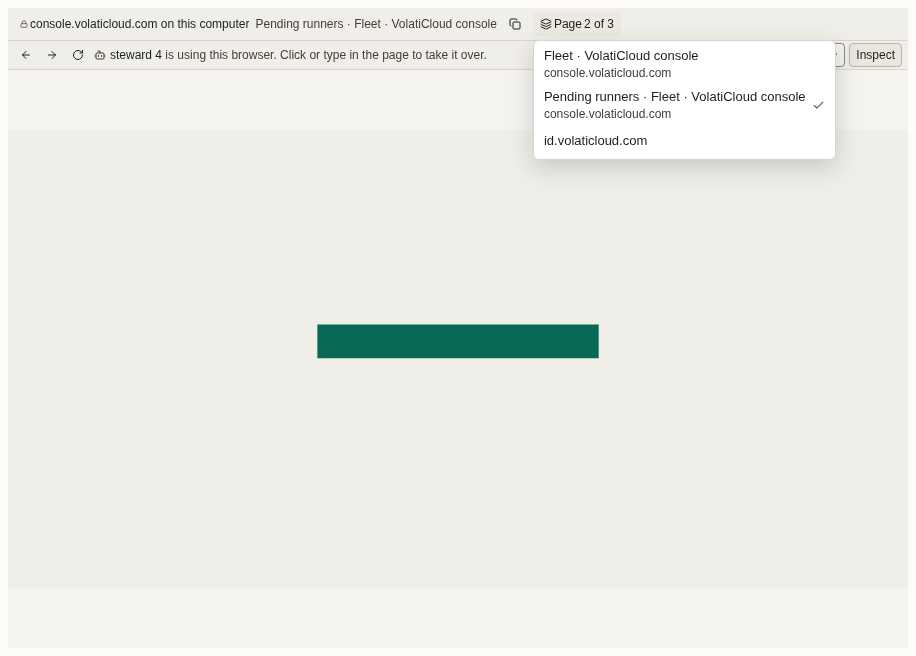 console.volaticloud.com on this computer Pending runners · Fleet · VolatiCloud console Page 2 of 3
steward 4 is using this browser. Click or type in the page to take it over. Inspect
Fleet · VolatiCloud console
console.volaticloud.com
Pending runners · Fleet · VolatiCloud console
console.volaticloud.com
id.volaticloud.com